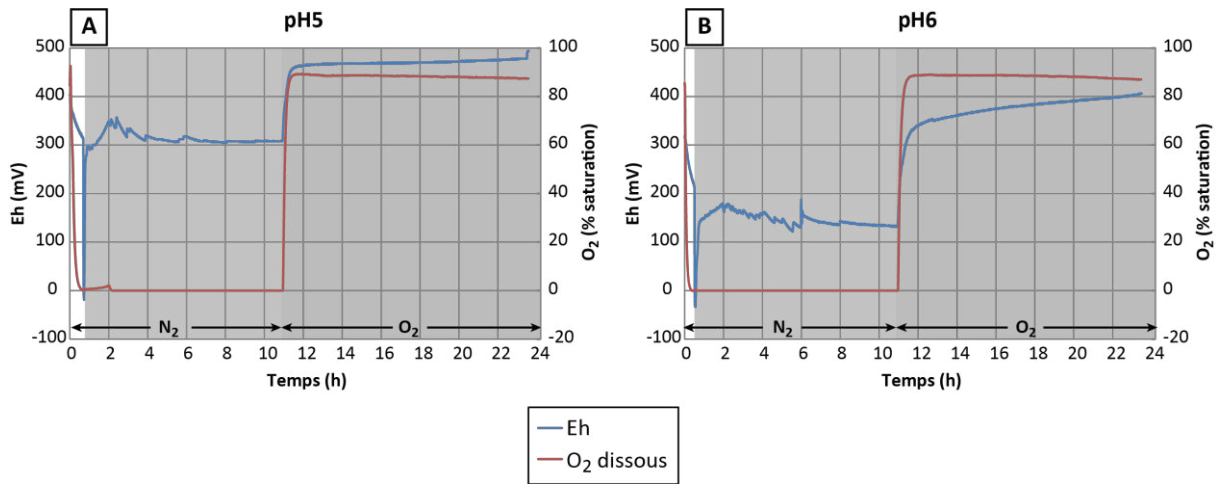 A
pH5
500
400
300
200
100
0
-100
Eh (mV)
100
80
60
40
20
0
-20
O₂ (% saturation)
N₂
O₂
0 2 4 6 8 10 12 14 16 18 20 22 24
Temps (h)
B
pH6
500
400
300
200
100
0
-100
Eh (mV)
100
80
60
40
20
0
-20
O₂ (% saturation)
N₂
O₂
0 2 4 6 8 10 12 14 16 18 20 22 24
Temps (h)
Eh
O₂ dissous